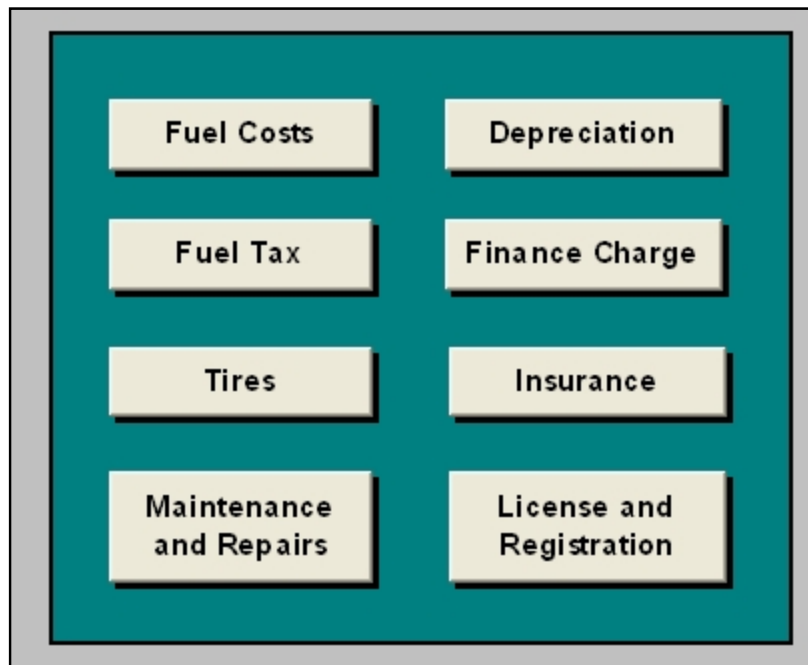 Fuel Costs
Depreciation
Fuel Tax
Finance Charge
Tires
Insurance
Maintenance
and Repairs
License and
Registration